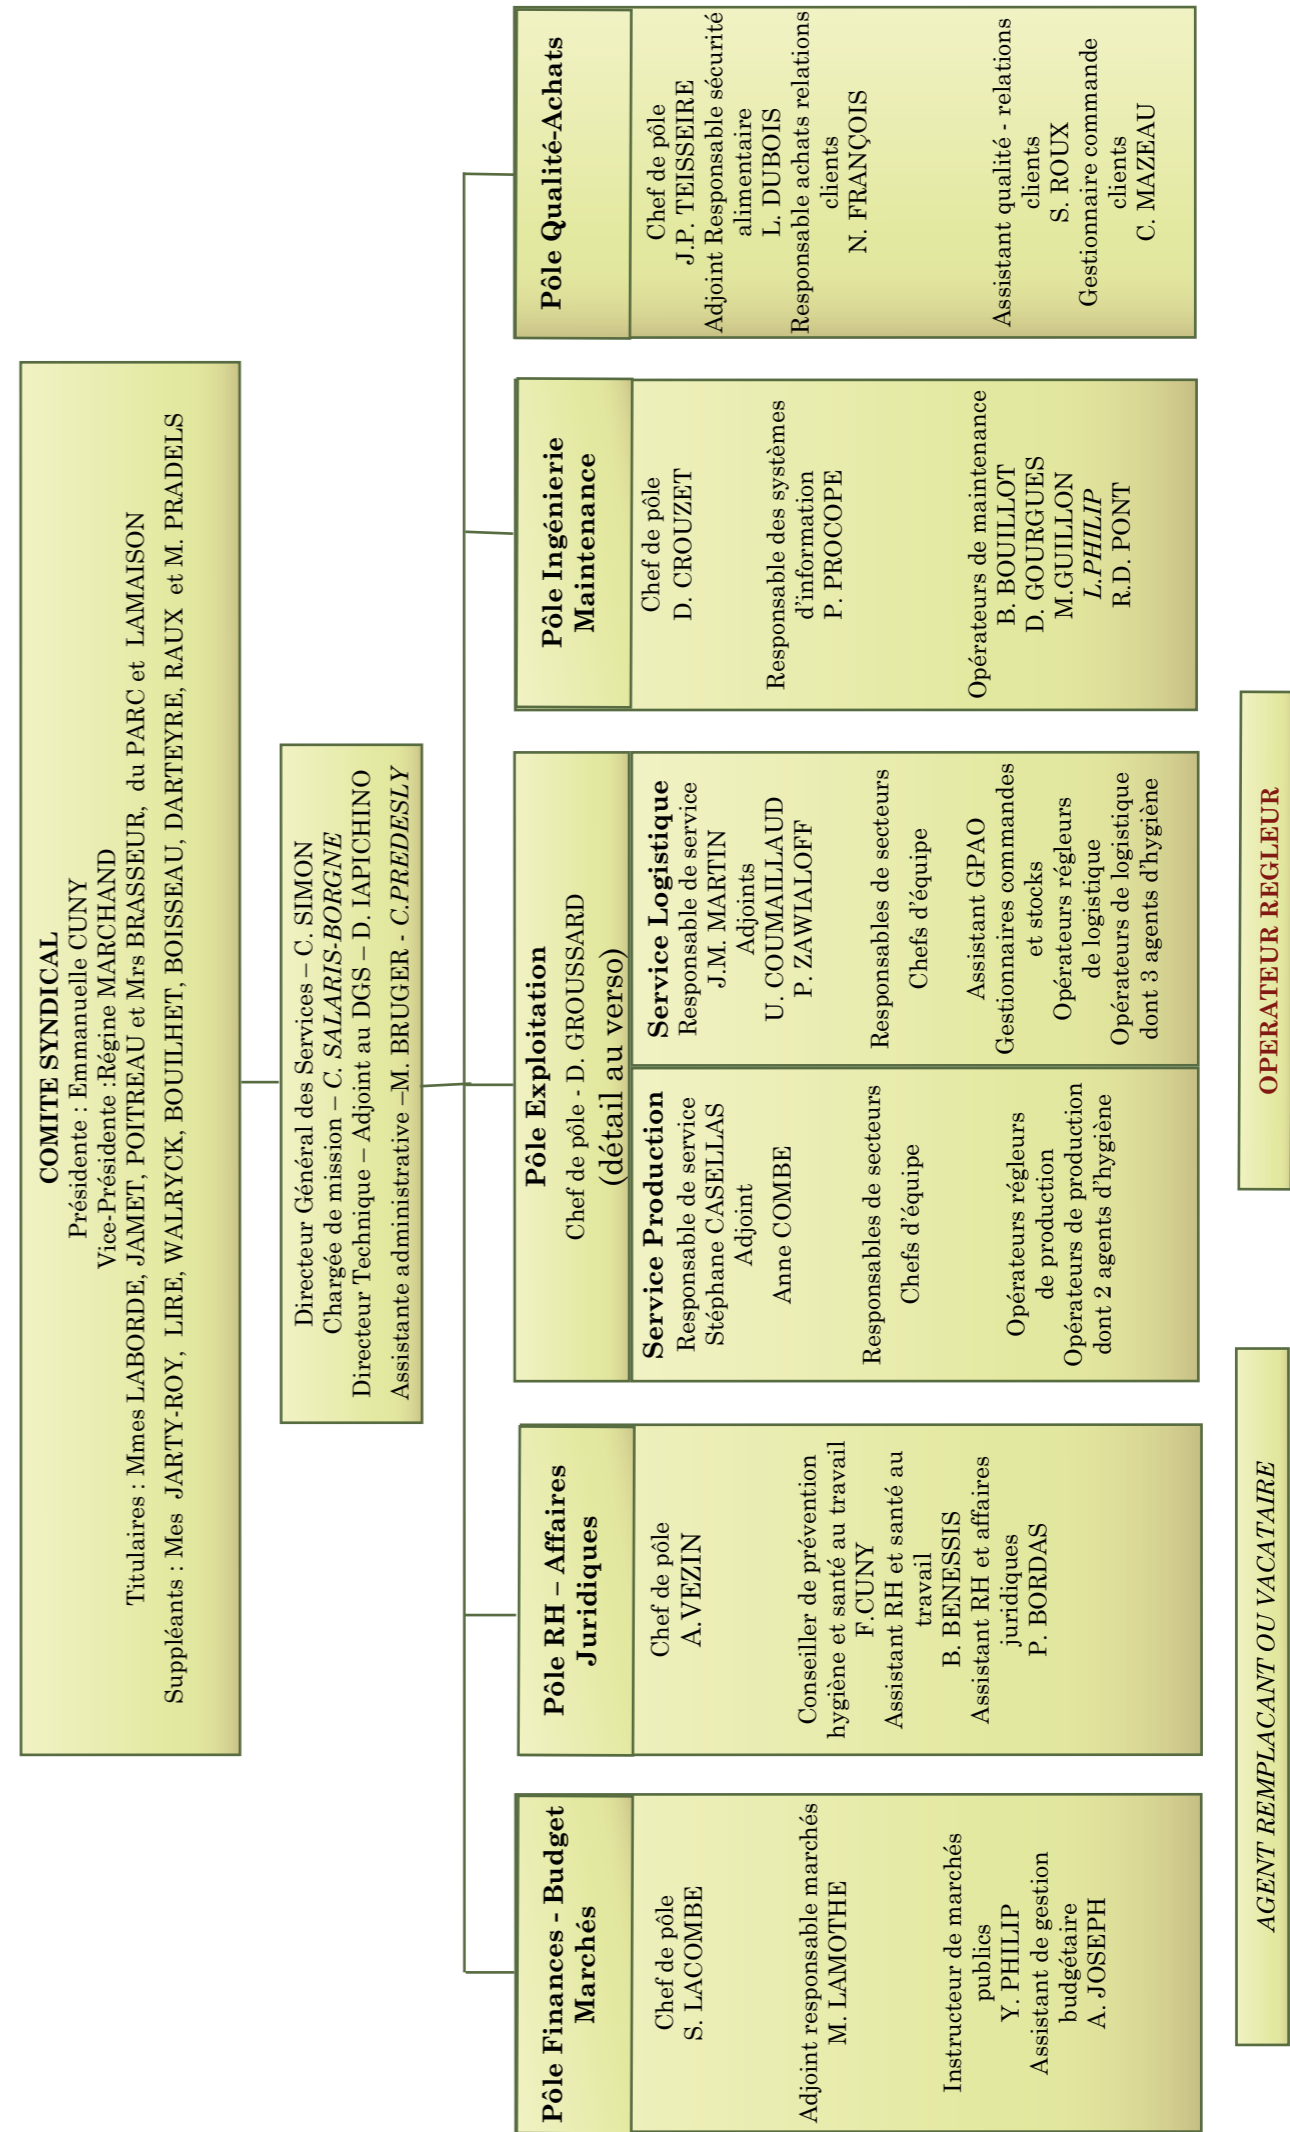 COMITE SYNDICAL
Présidente : Emmanuelle CUNY
Vice-Présidente :Régine MARCHAND
Titulaires : Mmes LABORDE, JAMET, POITREAU et Mrs BRASSEUR, du PARC et LAMAISON
Suppléants : Mes JARTY-ROY, LIRE, WALRYCK, BOUILHET, BOISSEAU, DARTEYRE, RAUX et M. PRADELS
Directeur Général des Services – C. SIMON
Chargée de mission – C. SALARIS-BORGNE
Directeur Technique – Adjoint au DGS – D. IAPICHINO
Assistante administrative –M. BRUGER - C.PREDESLY
Pôle Finances - Budget
Marchés
Chef de pôle
S. LACOMBE
Adjoint responsable marchés
M. LAMOTHE
Instructeur de marchés
publics
Y. PHILIP
Assistant de gestion
budgétaire
A. JOSEPH
Pôle RH – Affaires
Juridiques
Chef de pôle
A.VEZIN
Conseiller de prévention
hygiène et santé au travail
F.CUNY
Assistant RH et santé au
travail
B. BENESSIS
Assistant RH et affaires
juridiques
P. BORDAS
Pôle Exploitation
Chef de pôle - D. GROUSSARD
(détail au verso)
Service Production
Responsable de service
Stéphane CASELLAS
Adjoint
Anne COMBE
Responsables de secteurs
Chefs d'équipe
Opérateurs régleurs
de production
Opérateurs de production
dont 2 agents d'hygiène
Service Logistique
Responsable de service
J.M. MARTIN
Adjoints
U. COUMAILLAUD
P. ZAWIALOFF
Responsables de secteurs
Chefs d'équipe
Assistant GPAO
Gestionnaires commandes
et stocks
Opérateurs régleurs
de logistique
Opérateurs de logistique
dont 3 agents d'hygiène
Pôle Ingénierie
Maintenance
Chef de pôle
D. CROUZET
Responsable des systèmes
d'information
P. PROCOPE
Opérateurs de maintenance
B. BOUILLOT
D. GOURGUES
M.GUILLON
L.PHILIP
R.D. PONT
Pôle Qualité-Achats
Chef de pôle
J.P. TEISSEIRE
Adjoint Responsable sécurité
alimentaire
L. DUBOIS
Responsable achats relations
clients
N. FRANÇOIS
Assistant qualité - relations
clients
S. ROUX
Gestionnaire commande
clients
C. MAZEAU
AGENT REMPLACANT OU VACATAIRE
OPERATEUR REGLEUR